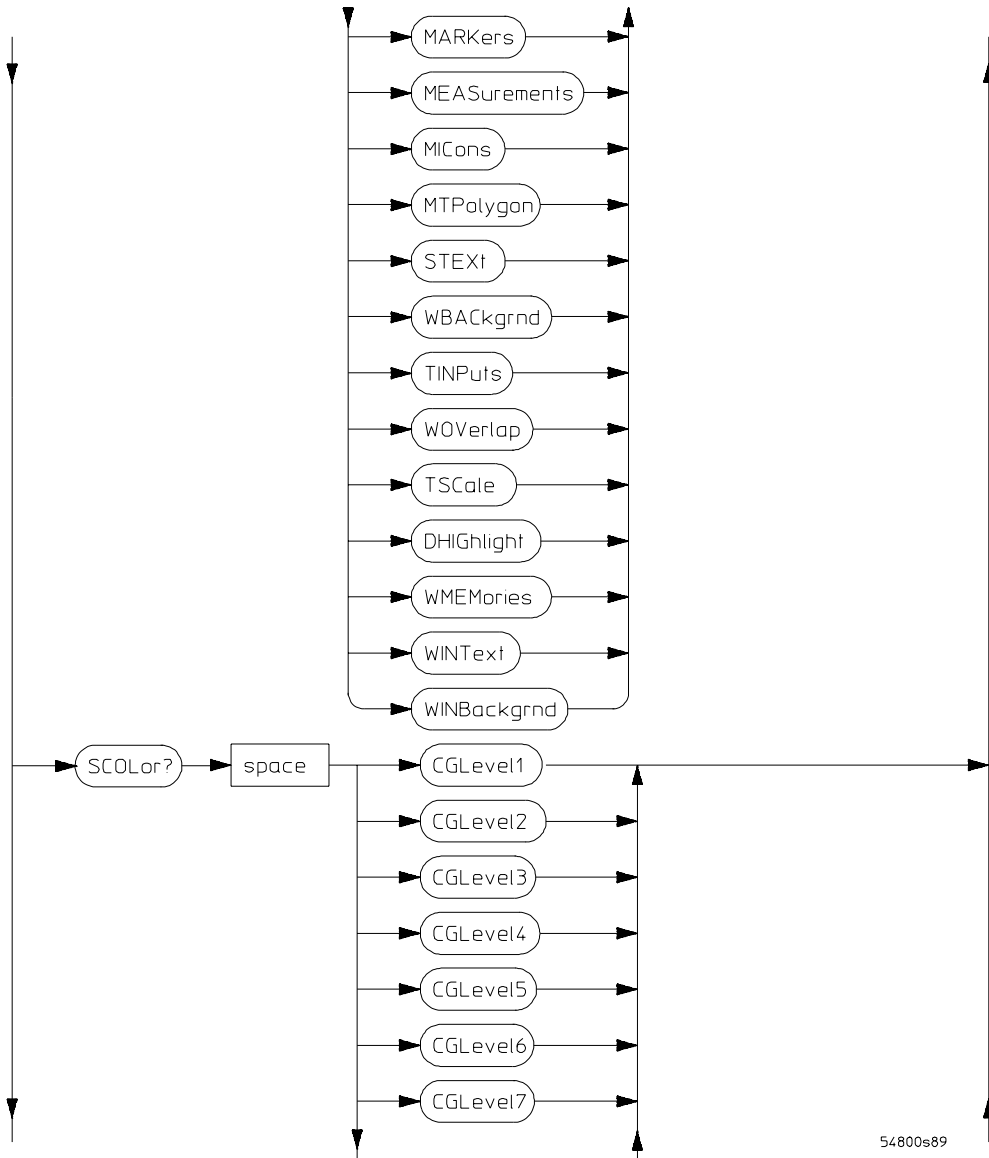 MARKers
MEASurements
MICons
MTPolygon
STEXt
WBACkgrnd
TINPuts
WOVerlap
TSCale
DHIGhlight
WMEMories
WINText
WINBackgrnd
SCOLor? space CGLevel1
CGLevel2
CGLevel3
CGLevel4
CGLevel5
CGLevel6
CGLevel7
54800s89